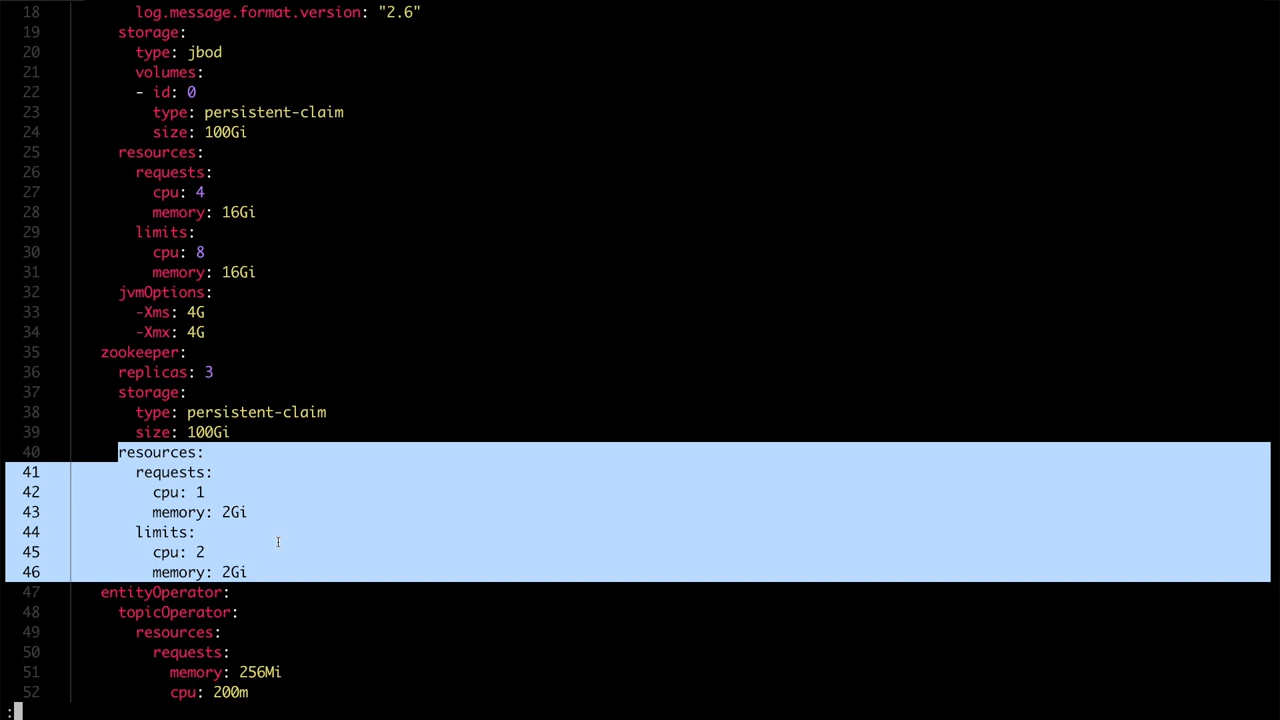 18 log.message.format.version: "2.6"
19 storage:
20 type: jbod
21 volumes:
22 - id: 0
23 type: persistent-claim
24 size: 100Gi
25 resources:
26 requests:
27 cpu: 4
28 memory: 16Gi
29 limits:
30 cpu: 8
31 memory: 16Gi
32 jvmOptions:
33 -Xms: 4G
34 -Xmx: 4G
35 zookeeper:
36 replicas: 3
37 storage:
38 type: persistent-claim
39 size: 100Gi
40 resources:
41 requests:
42 cpu: 1
43 memory: 2Gi
44 limits:
45 cpu: 2
46 memory: 2Gi
47 entityOperator:
48 topicOperator:
49 resources:
50 requests:
51 memory: 256Mi
52 cpu: 200m
: